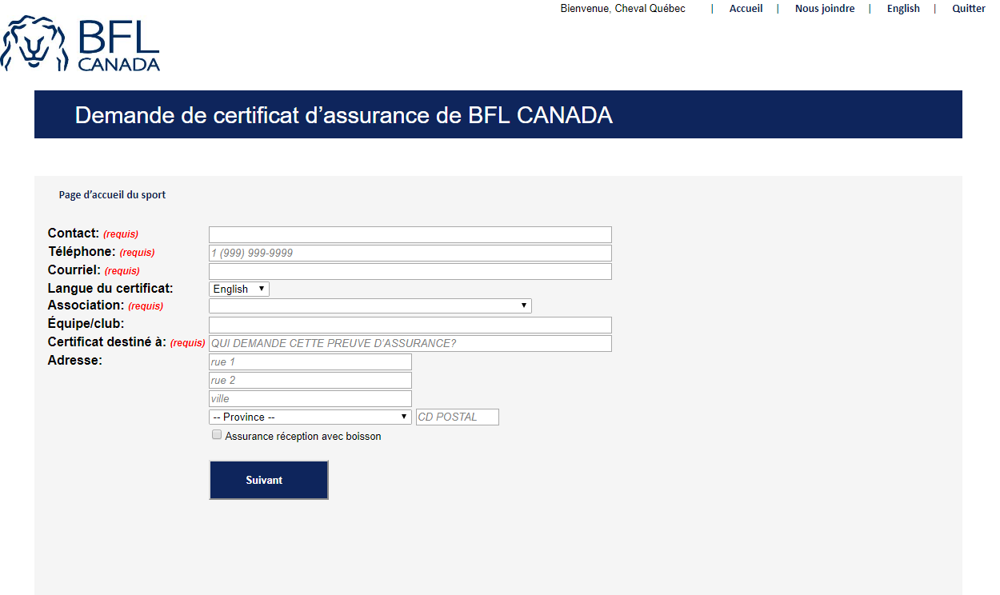 Bienvenue, Cheval Québec | Accueil | Nous joindre | English | Quitter
BFL
CANADA
Demande de certificat d’assurance de BFL CANADA
Page d’accueil du sport
Contact: (requis)
Téléphone: (requis) 1 (999) 999-9999
Courriel: (requis)
Langue du certificat: English
Association: (requis)
Équipe/club:
Certificat destiné à: (requis) QUI DEMANDE CETTE PREUVE D’ASSURANCE?
Adresse: rue 1
rue 2
ville
-- Province -- CD POSTAL
Assurance réception avec boisson
Suivant